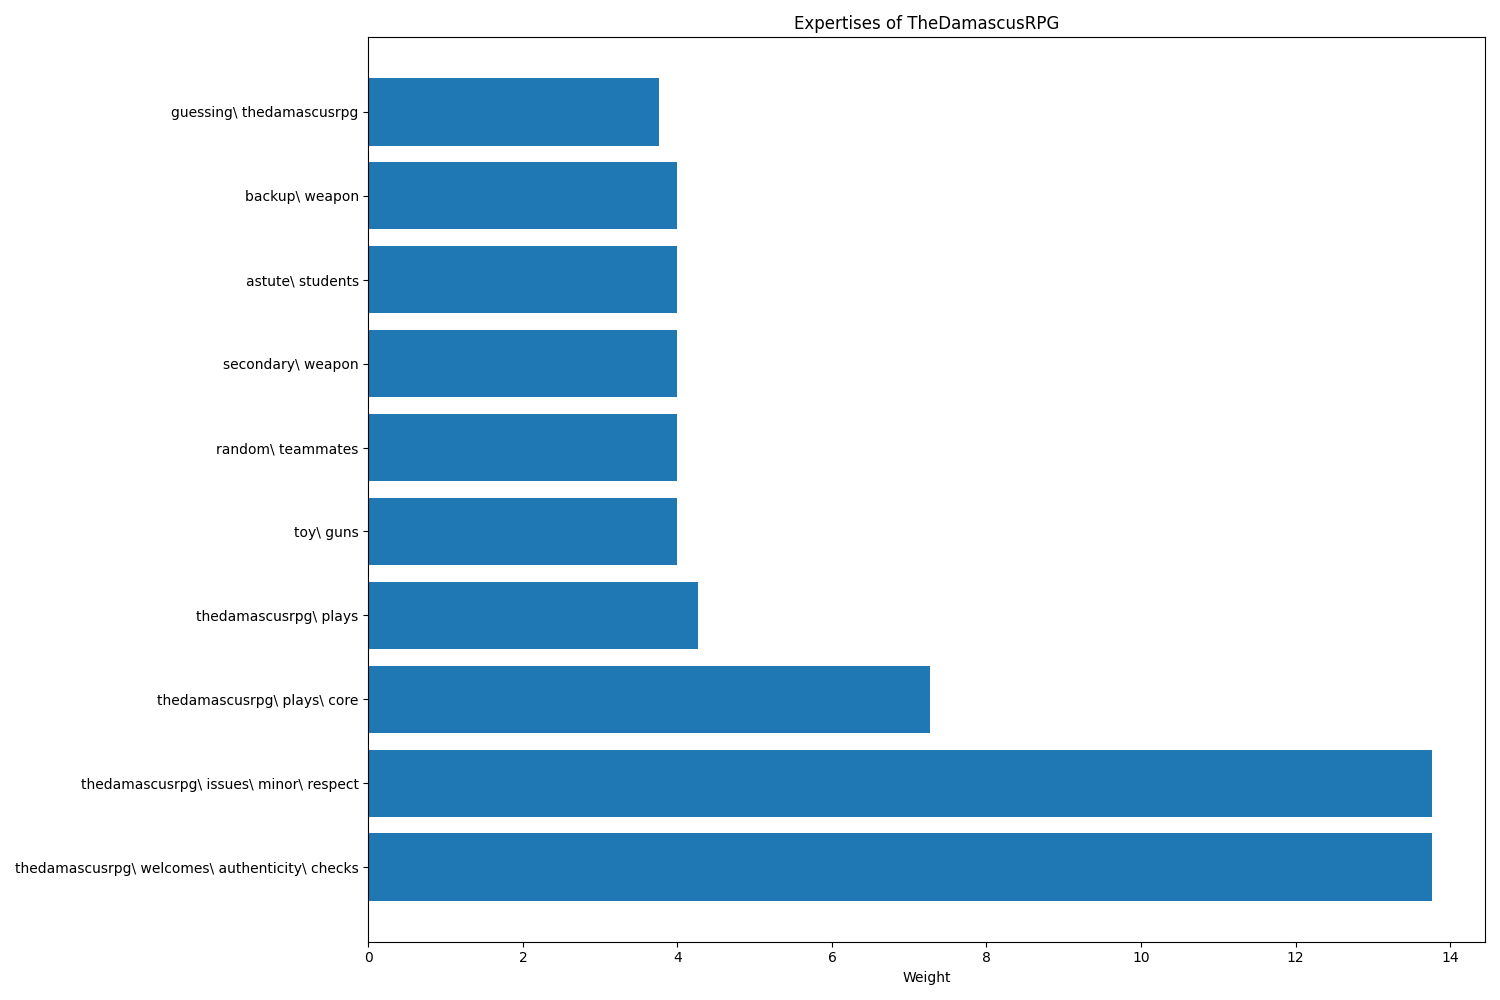 Expertises of TheDamascusRPG
guessing\ thedamascusrpg
backup\ weapon
astute\ students
secondary\ weapon
random\ teammates
toy\ guns
thedamascusrpg\ plays
thedamascusrpg\ plays\ core
thedamascusrpg\ issues\ minor\ respect
thedamascusrpg\ welcomes\ authenticity\ checks
0 2 4 6 8 10 12 14
Weight